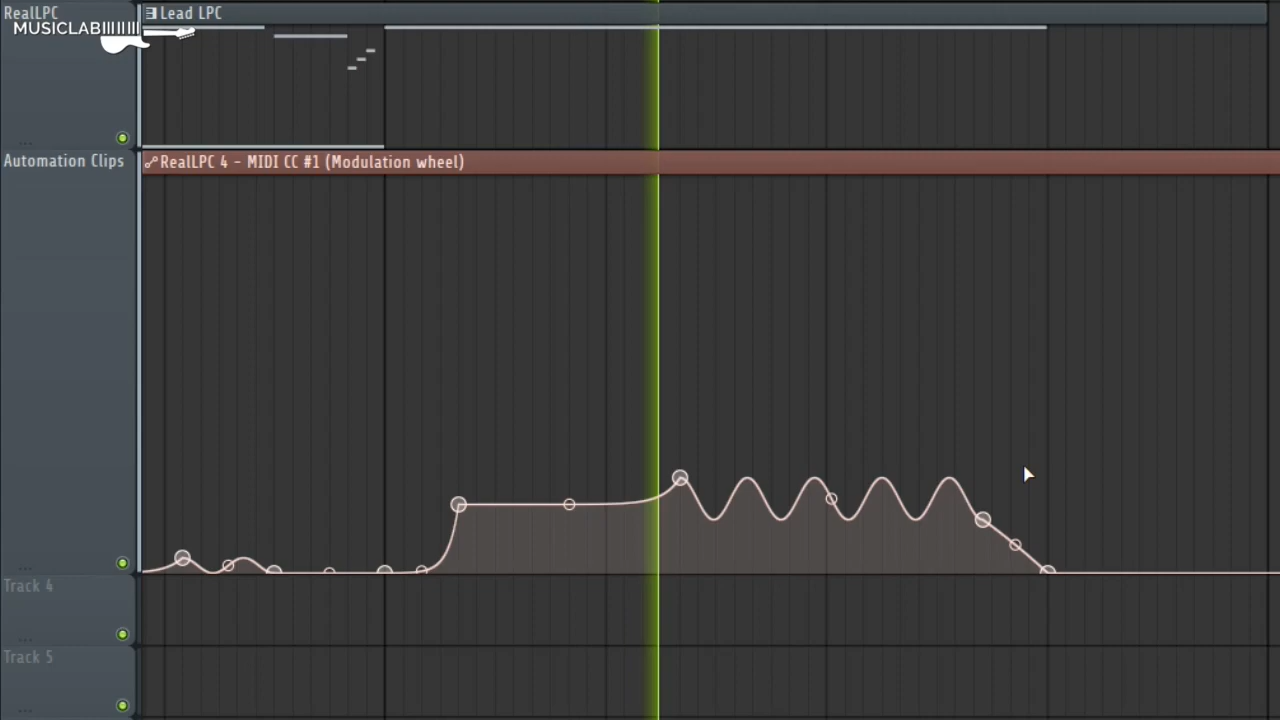 RealLPC
Lead LPC
MUSICLAB
Automation Clips
RealLPC 4 - MIDI CC #1 (Modulation wheel)
Track 4
Track 5